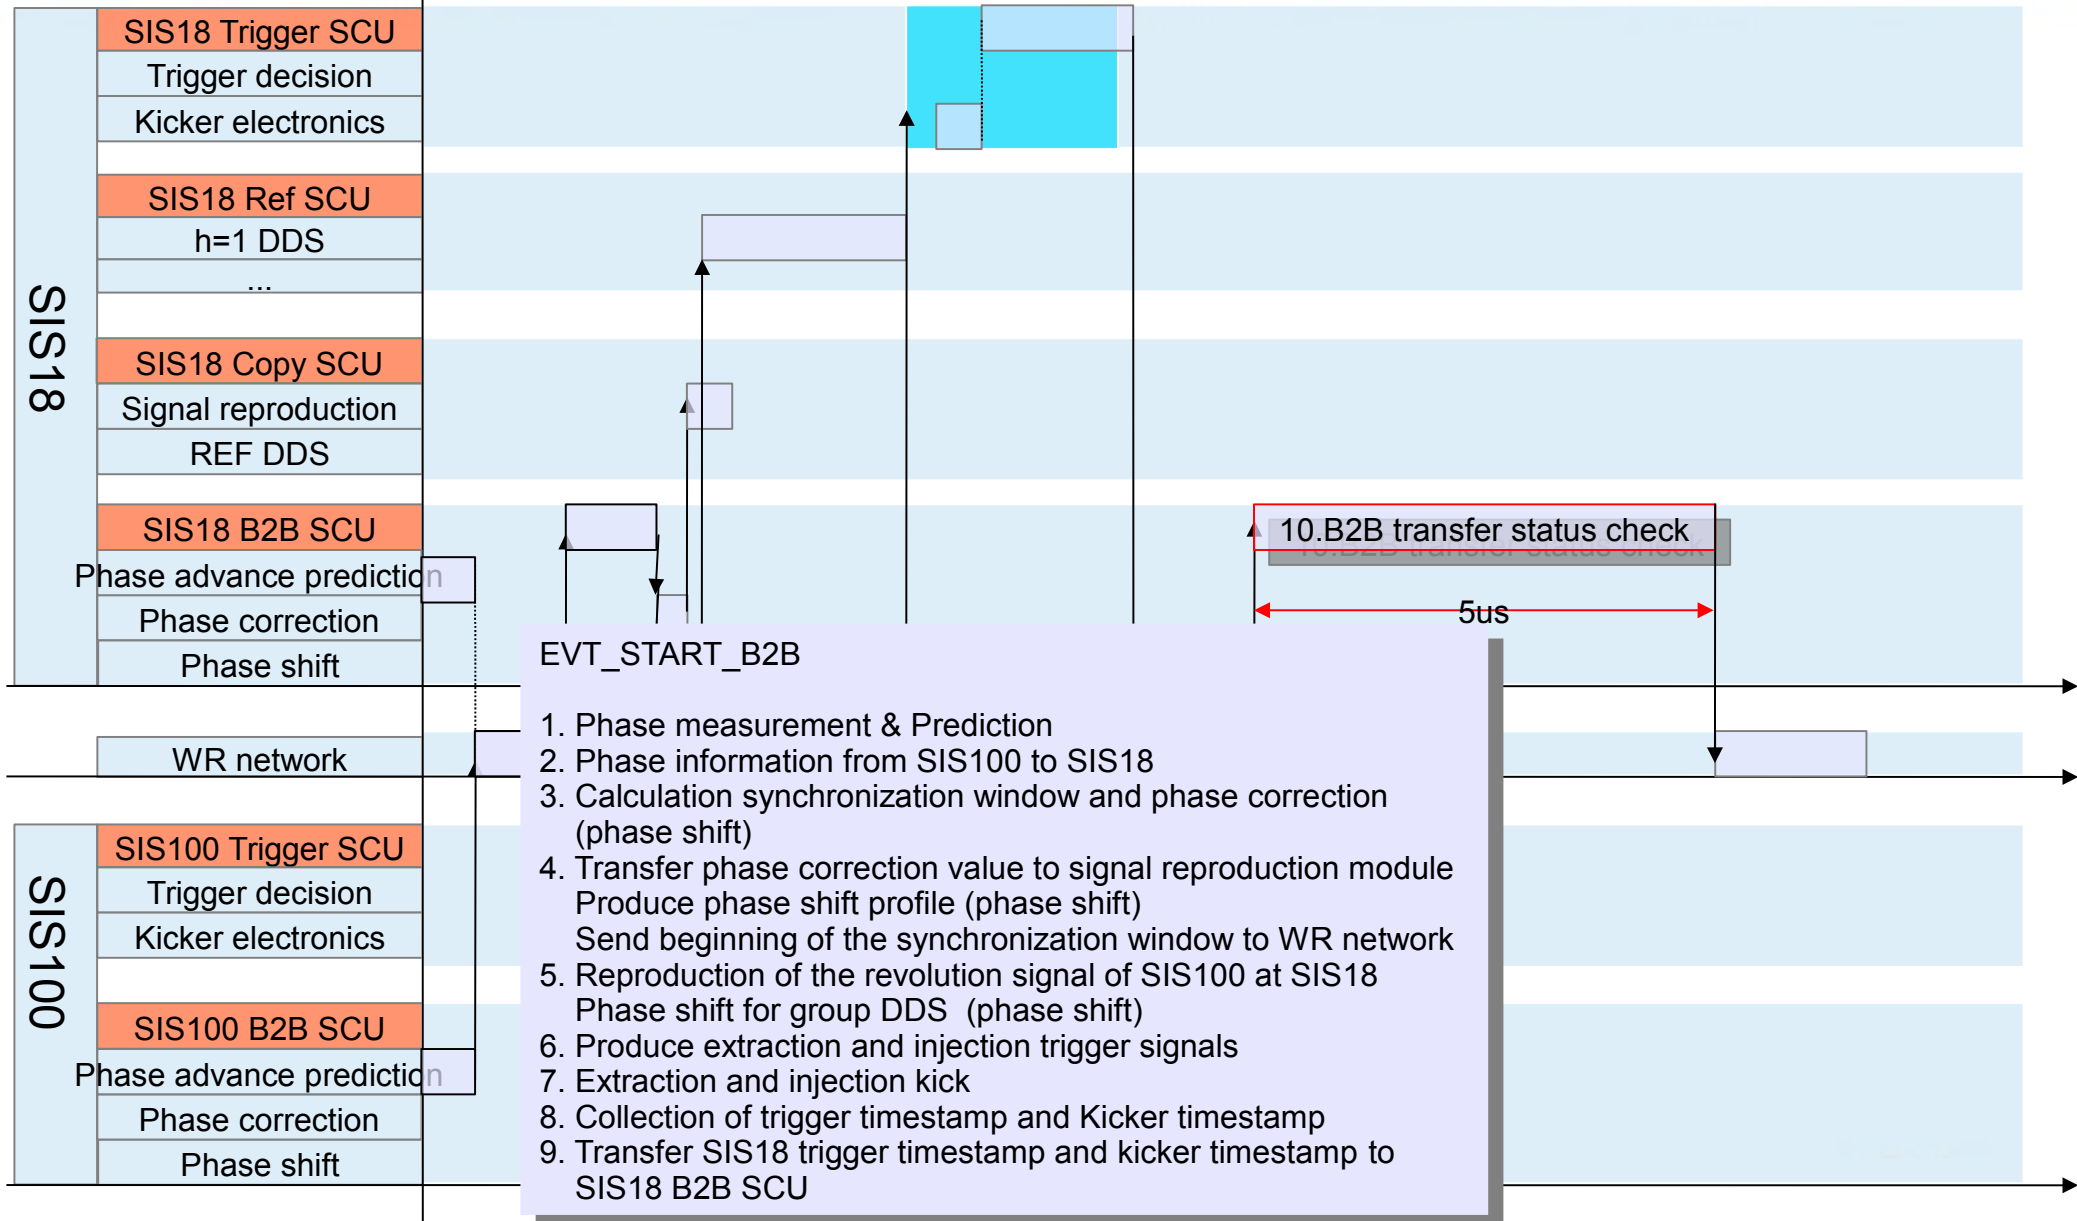 SIS18
SIS18 Trigger SCU
Trigger decision
Kicker electronics
SIS18 Ref SCU
h=1 DDS
...
SIS18 Copy SCU
Signal reproduction
REF DDS
SIS18 B2B SCU
Phase advance prediction
Phase correction
Phase shift
10.B2B transfer status check
5us
WR network
SIS100
SIS100 Trigger SCU
Trigger decision
Kicker electronics
SIS100 B2B SCU
Phase advance prediction
Phase correction
Phase shift
EVT_START_B2B
1. Phase measurement & Prediction
2. Phase information from SIS100 to SIS18
3. Calculation synchronization window and phase correction
(phase shift)
4. Transfer phase correction value to signal reproduction module
Produce phase shift profile (phase shift)
Send beginning of the synchronization window to WR network
5. Reproduction of the revolution signal of SIS100 at SIS18
Phase shift for group DDS (phase shift)
6. Produce extraction and injection trigger signals
7. Extraction and injection kick
8. Collection of trigger timestamp and Kicker timestamp
9. Transfer SIS18 trigger timestamp and kicker timestamp to
SIS18 B2B SCU